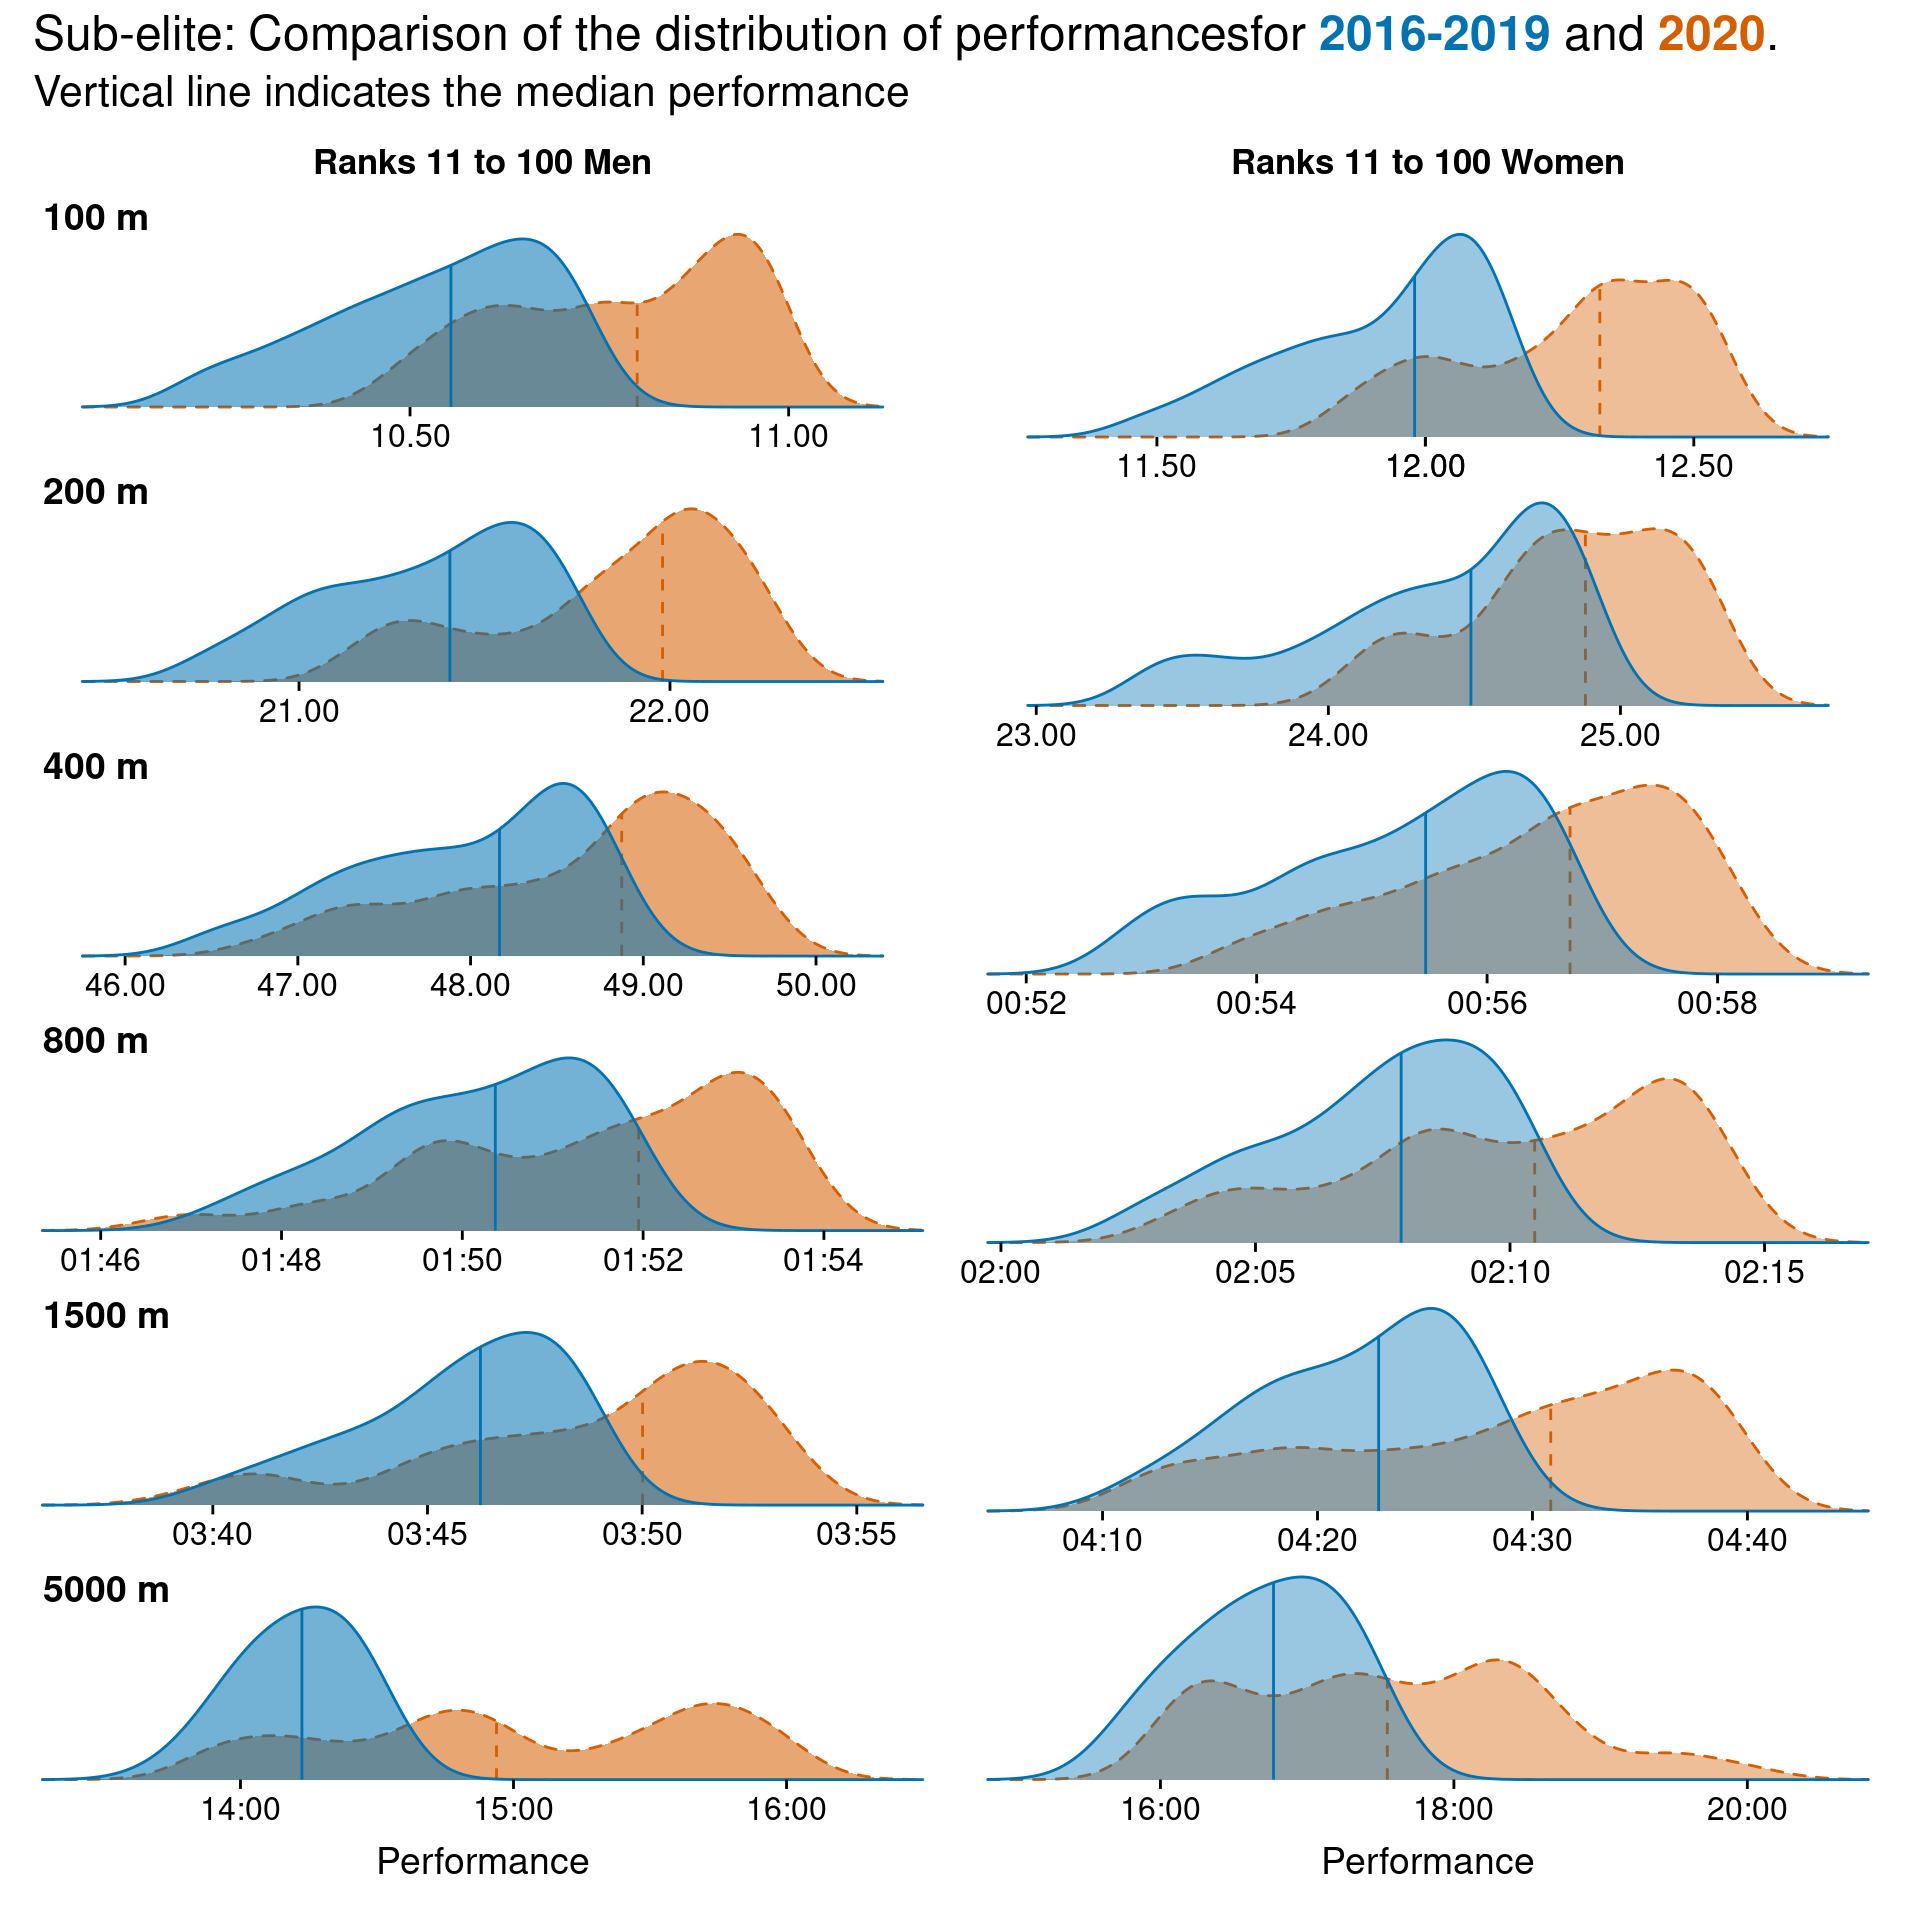 Sub-elite: Comparison of the distribution of performancesfor 2016-2019 and 2020.
Vertical line indicates the median performance
Ranks 11 to 100 Men
Ranks 11 to 100 Women
100 m
10.50 11.00
11.50 12.00 12.50
200 m
21.00 22.00
23.00 24.00 25.00
400 m
46.00 47.00 48.00 49.00 50.00
00:52 00:54 00:56 00:58
800 m
01:46 01:48 01:50 01:52 01:54
02:00 02:05 02:10 02:15
1500 m
03:40 03:45 03:50 03:55
04:10 04:20 04:30 04:40
5000 m
14:00 15:00 16:00
16:00 18:00 20:00
Performance
Performance